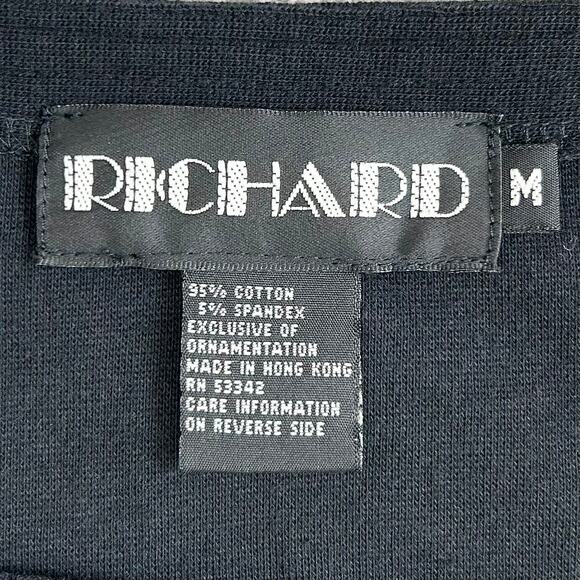 RICHARD
M
95% COTTON
5% SPANDEX
EXCLUSIVE OF
ORNAMENTATION
MADE IN HONG KONG
RN 53342
CARE INFORMATION
ON REVERSE SIDE